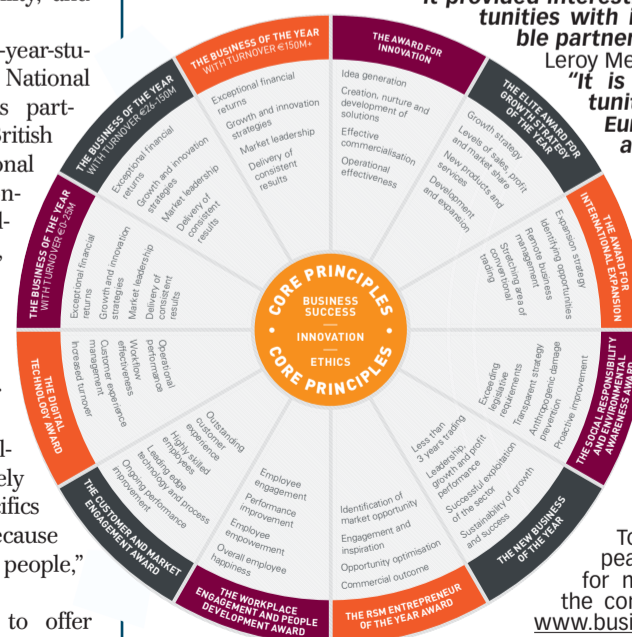 -year-stu-
National
s part-
British
onal
people,"
to offer
It provided interest
tunities with i
ble partner
Leroy Me
"It is
tuniti
Eur
a
THE BUSINESS OF THE YEAR
WITH TURNOVER €150M+
Exceptional financial
returns
Growth and innovation
strategies
Market leadership
Delivery of
consistent
results
THE AWARD FOR
INNOVATION
Idea generation
Creation, nurture and
development of
solutions
Effective
commercialisation
Operational
effectiveness
THE ELITE AWARD FOR
GROWTH STRATEGY
OF THE YEAR
Growth strategy
Levels of sales, profit
and market share
New products and
services
Development
and expansion
THE AWARD FOR
INTERNATIONAL EXPANSION
Expansion strategy
Identifying opportunities
Remote business
management
Stretching area of
conventional
trading
THE SOCIAL RESPONSIBILITY
AND ENVIRONMENTAL
AWARENESS AWARD
Exceeding
legislative
requirements
Transparent strategy
Anthropogenic damage
prevention
Proactive improvement
THE NEW BUSINESS
OF THE YEAR
Less than
3 years trading
Leadership,
growth and profit
performance
Successful exploitation
of the sector
Sustainability of growth
and success
THE RSM ENTREPRENEUR
OF THE YEAR AWARD
Identification of
market opportunity
Engagement and
inspiration
Opportunity optimisation
Commercial outcome
THE WORKPLACE
ENGAGEMENT AND PEOPLE
DEVELOPMENT AWARD
Employee
engagement
Performance
improvement
Employee
empowerment
Overall employee
happiness
THE CUSTOMER AND MARKET
ENGAGEMENT AWARD
Outstanding
customer
experience
Highly skilled
employees
Leading edge
technology and process
Ongoing performance
improvement
THE DIGITAL
TECHNOLOGY AWARD
Operational
performance
Workflow
effectiveness
Customer experience
management
Increased turnover
THE BUSINESS OF THE YEAR
WITH TURNOVER €0-25M
Exceptional financial
returns
Growth and innovation
strategies
Market leadership
Delivery of
consistent
results
THE BUSINESS OF THE YEAR
WITH TURNOVER €26-150M
Exceptional financial
returns
Growth and innovation
strategies
Market leadership
Delivery of
consistent
results
CORE PRINCIPLES
BUSINESS
SUCCESS
INNOVATION
ETHICS
CORE PRINCIPLES
To
pea
for m
the com
www.busi